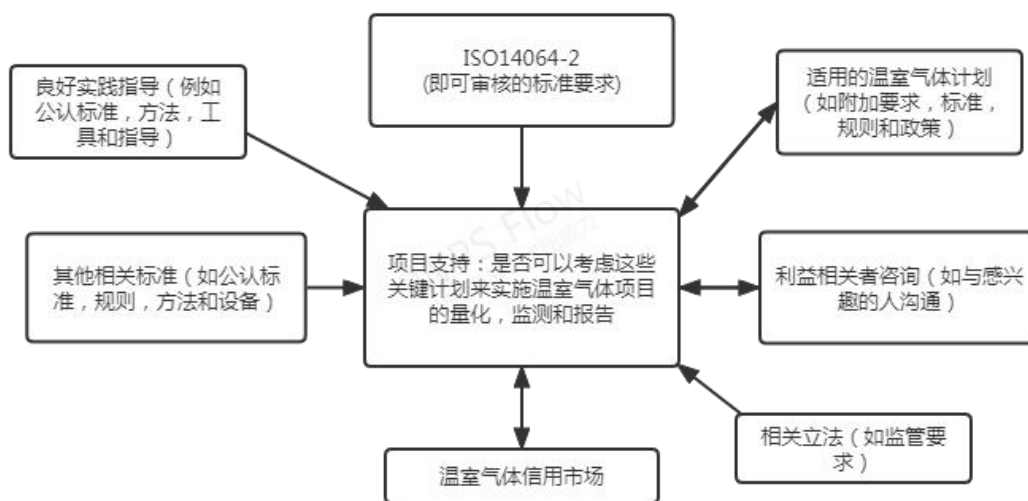 ISO14064-2
(即可审核的标准要求)
良好实践指导（例如
公认标准，方法，工
具和指导）
适用的温室气体计划
（如附加要求，标准，
规则和政策）
其他相关标准（如公认标
准，规则，方法和设备）
项目支持：是否可以考虑这些
关键计划来实施温室气体项目
的量化，监测和报告
利益相关者咨询（如与感兴
趣的人沟通）
相关立法（如监管要
求）
温室气体信用市场